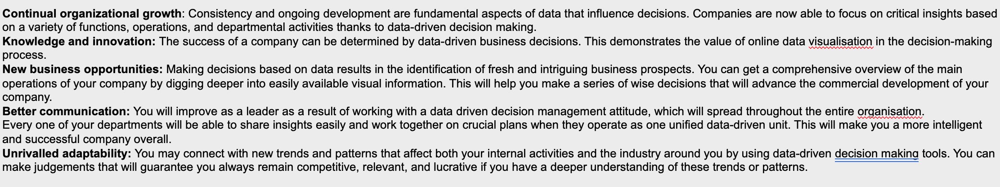 Continual organizational growth: Consistency and ongoing development are fundamental aspects of data that influence decisions. Companies are now able to focus on critical insights based
on a variety of functions, operations, and departmental activities thanks to data-driven decision making.
Knowledge and innovation: The success of a company can be determined by data-driven business decisions. This demonstrates the value of online data visualisation in the decision-making
process.
New business opportunities: Making decisions based on data results in the identification of fresh and intriguing business prospects. You can get a comprehensive overview of the main
operations of your company by digging deeper into easily available visual information. This will help you make a series of wise decisions that will advance the commercial development of your
company.
Better communication: You will improve as a leader as a result of working with a data driven decision management attitude, which will spread throughout the entire organisation.
Every one of your departments will be able to share insights easily and work together on crucial plans when they operate as one unified data-driven unit. This will make you a more intelligent
and successful company overall.
Unrivalled adaptability: You may connect with new trends and patterns that affect both your internal activities and the industry around you by using data-driven decision making tools. You can
make judgements that will guarantee you always remain competitive, relevant, and lucrative if you have a deeper understanding of these trends or patterns.